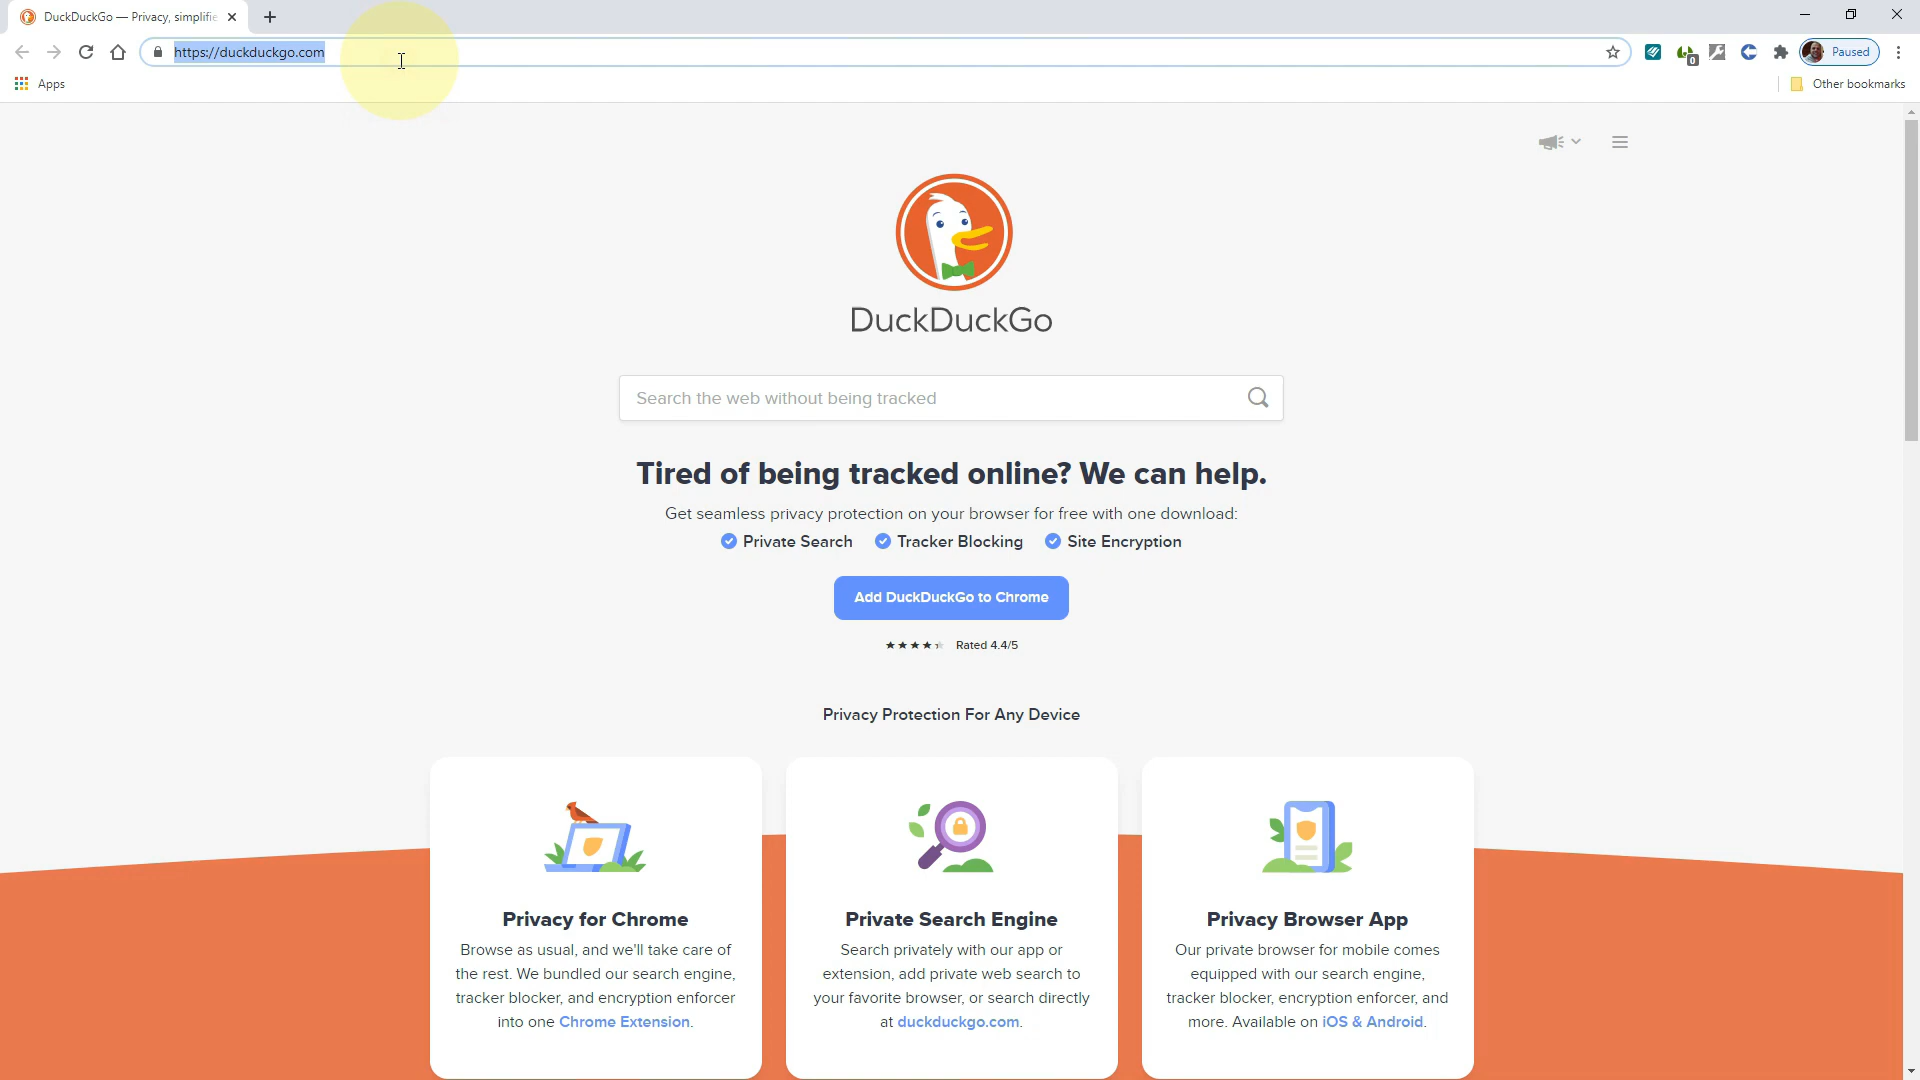 DuckDuckGo — Privacy, simplifie
https://duckduckgo.com
0
Paused
Apps
Other bookmarks
DuckDuckGo
Search the web without being tracked
Tired of being tracked online? We can help.
Get seamless privacy protection on your browser for free with one download:
Private Search Tracker Blocking Site Encryption
Add DuckDuckGo to Chrome
Rated 4.4/5
Privacy Protection For Any Device
Privacy for Chrome
Browse as usual, and we'll take care of
the rest. We bundled our search engine,
tracker blocker, and encryption enforcer
into one Chrome Extension.
Private Search Engine
Search privately with our app or
extension, add private web search to
your favorite browser, or search directly
at duckduckgo.com.
Privacy Browser App
Our private browser for mobile comes
equipped with our search engine,
tracker blocker, encryption enforcer, and
more. Available on iOS & Android.